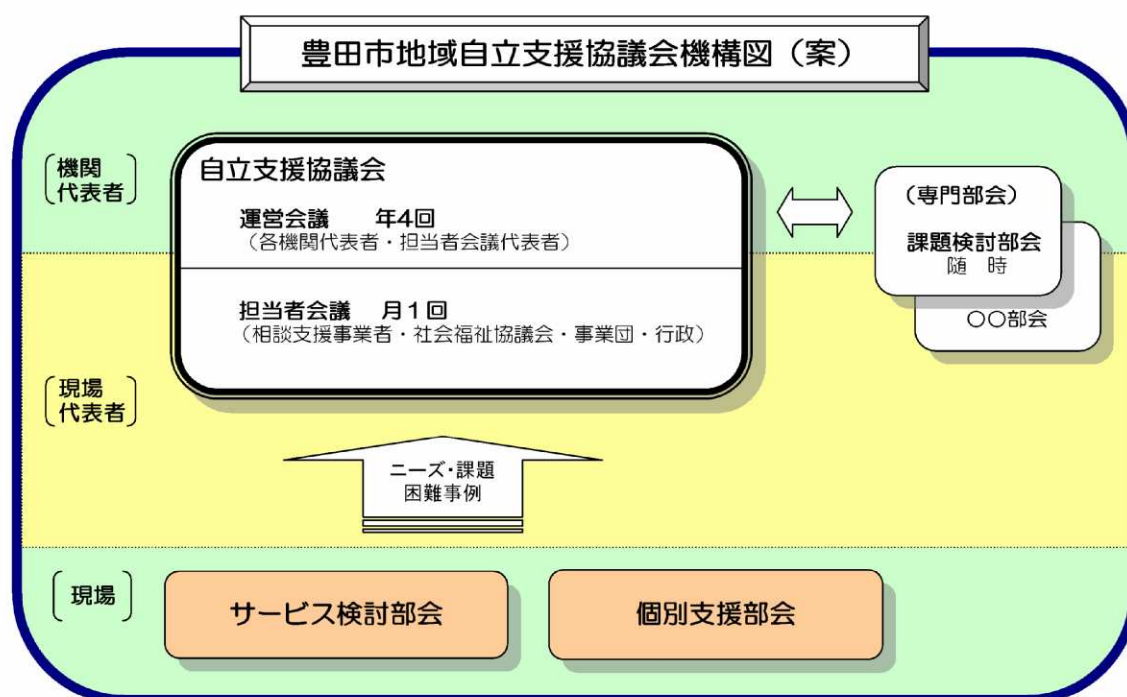 豊田市地域自立支援協議会機構図（案）
〔機関
代表者〕
自立支援協議会
運営会議　年4回
（各機関代表者・担当者会議代表者）
担当者会議　月１回
（相談支援事業者・社会福祉協議会・事業団・行政）
（専門部会）
課題検討部会
随　時
○○部会
〔現場
代表者〕
ニーズ・課題
困難事例
〔現場〕
サービス検討部会
個別支援部会